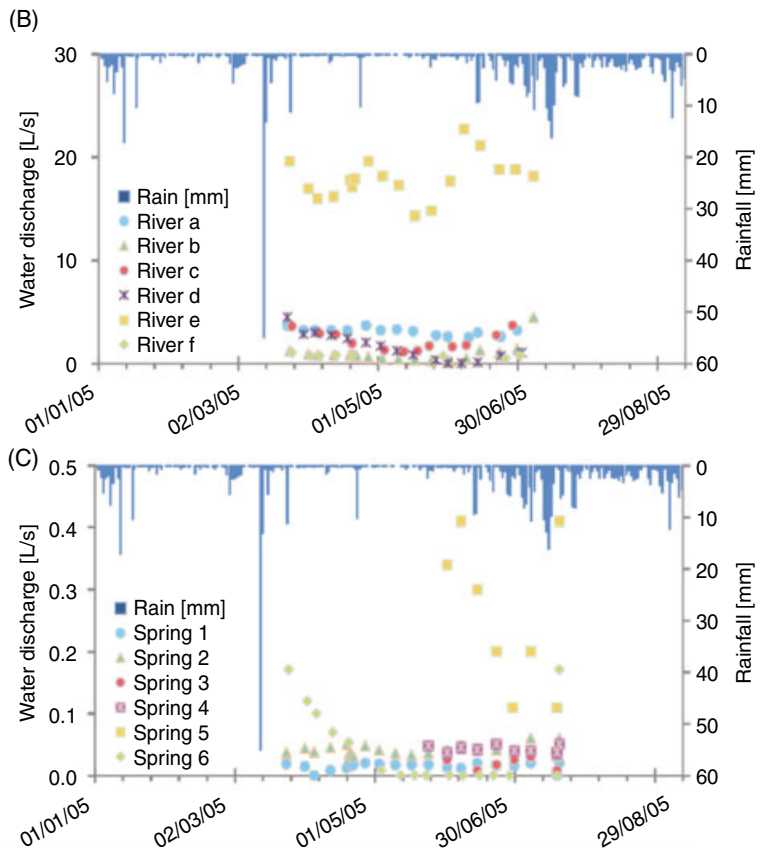 (B)
30
20
10
0
Water discharge [L/s]
Rain [mm]
River a
River b
River c
River d
River e
River f
0
10
20
30
40
50
60
Rainfall [mm]
01/01/05
02/03/05
01/05/05
30/06/05
29/08/05
(C)
0.5
0.4
0.3
0.2
0.1
0.0
Water discharge [L/s]
Rain [mm]
Spring 1
Spring 2
Spring 3
Spring 4
Spring 5
Spring 6
0
10
20
30
40
50
60
Rainfall [mm]
01/01/05
02/03/05
01/05/05
30/06/05
29/08/05